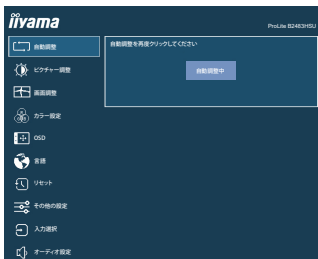 iiyama
ProLite B2483HSU
自動調整
自動調整を再度クリックしてください
自動調整中
ピクチャー調整
画面調整
カラー設定
OSD
言語
リセット
その他の設定
入力選択
オーディオ設定